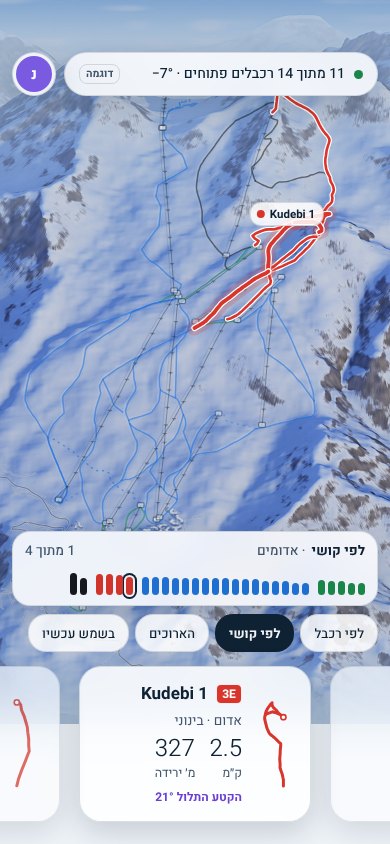 נ
11 מתוך 14 רכבלים פתוחים · 7°−
דוגמה
Kudebi 1
לפי קושי · אדומים
1 מתוך 4
לפי רכבל
לפי קושי
הארוכים
בשמש עכשיו
Kudebi 1 3E
אדום · בינוני
2.5 327
ק״מ מ׳ ירידה
הקטע התלול 21°